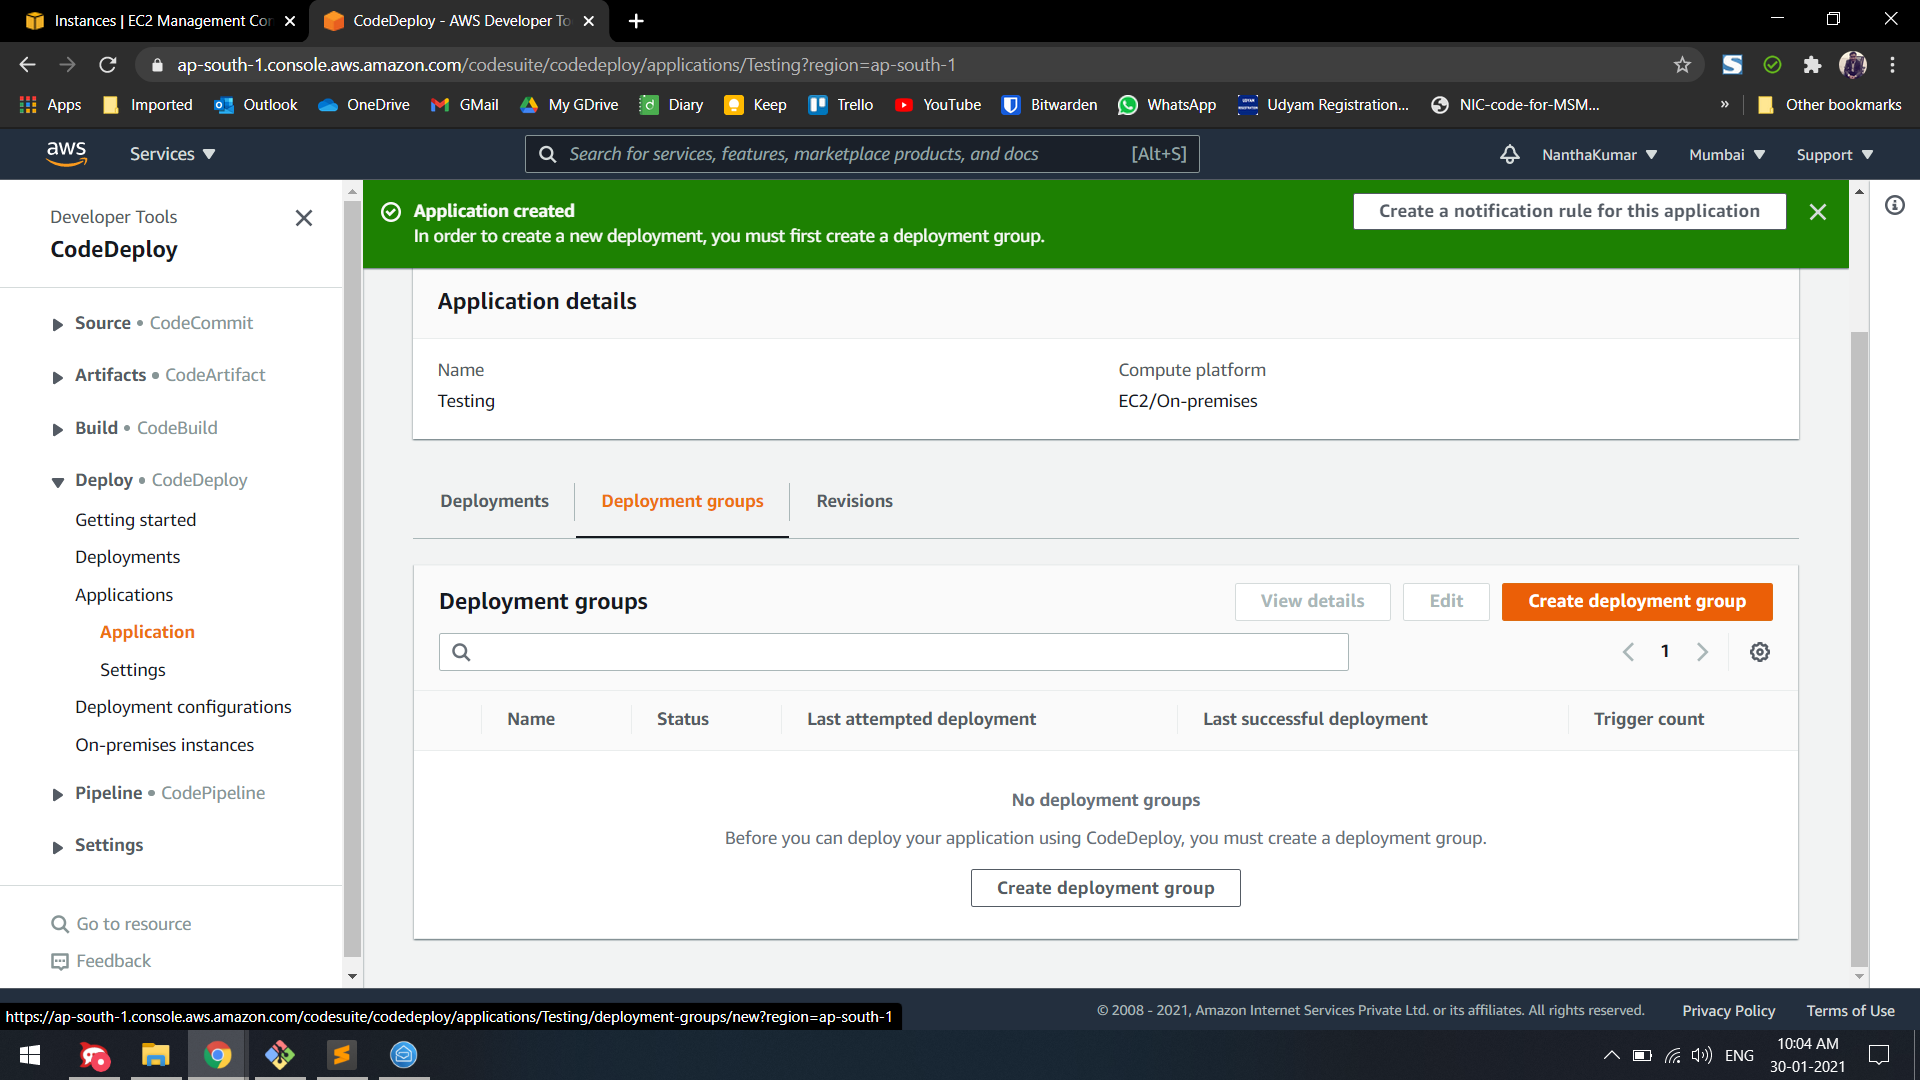 Instances | EC2 Management Con
CodeDeploy - AWS Developer To
ap-south-1.console.aws.amazon.com/codesuite/codedeploy/applications/Testing?region=ap-south-1
Apps Imported Outlook OneDrive GMail My GDrive Diary Keep Trello YouTube Bitwarden WhatsApp Udyam Registration... NIC-code-for-MSM... » Other bookmarks
aws Services Search for services, features, marketplace products, and docs [Alt+S] NanthaKumar Mumbai Support
Developer Tools
CodeDeploy
Source • CodeCommit
Artifacts • CodeArtifact
Build • CodeBuild
Deploy • CodeDeploy
Getting started
Deployments
Applications
Application
Settings
Deployment configurations
On-premises instances
Pipeline • CodePipeline
Settings
Go to resource
Feedback
Application created
In order to create a new deployment, you must first create a deployment group.
Create a notification rule for this application
Application details
Name
Testing
Compute platform
EC2/On-premises
Deployments Deployment groups Revisions
Deployment groups
View details Edit Create deployment group
1
Name Status Last attempted deployment Last successful deployment Trigger count
No deployment groups
Before you can deploy your application using CodeDeploy, you must create a deployment group.
Create deployment group
© 2008 - 2021, Amazon Internet Services Private Ltd. or its affiliates. All rights reserved. Privacy Policy Terms of Use
https://ap-south-1.console.aws.amazon.com/codesuite/codedeploy/applications/Testing/deployment-groups/new?region=ap-south-1
ENG
10:04 AM
30-01-2021